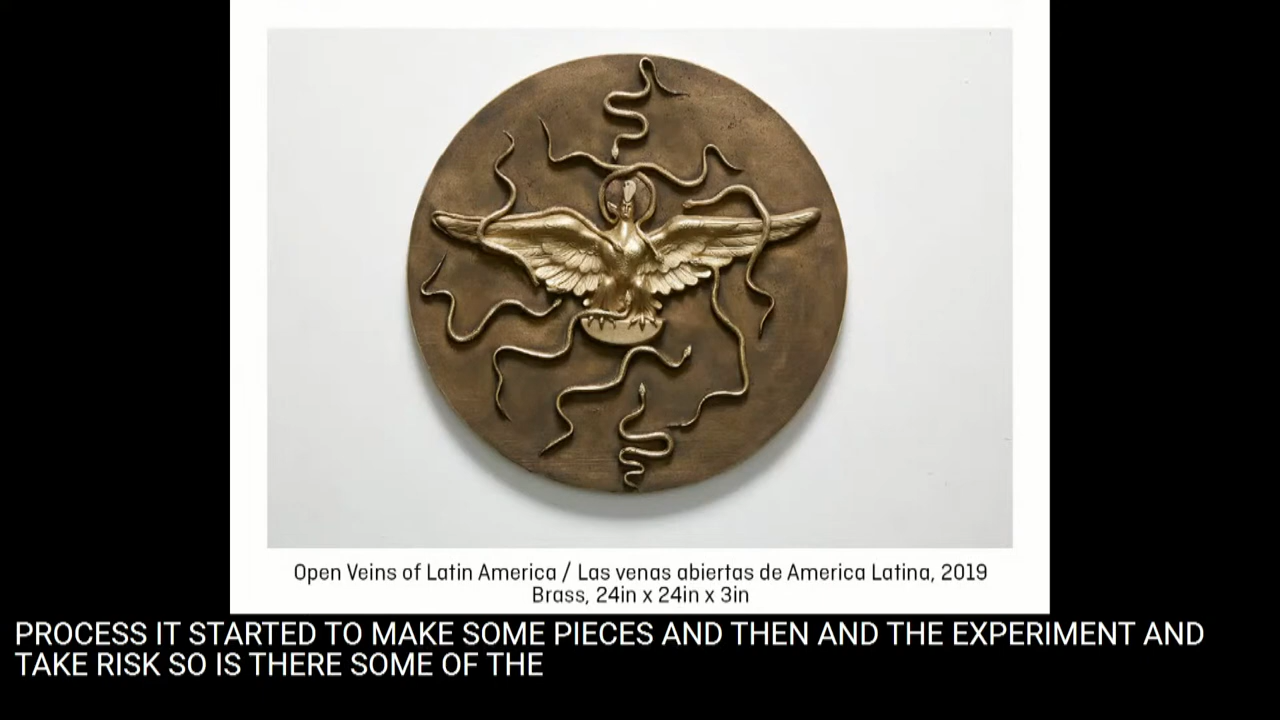 Open Veins of Latin America / Las venas abiertas de America Latina, 2019
Brass, 24in x 24in x 3in
PROCESS IT STARTED TO MAKE SOME PIECES AND THEN AND THE EXPERIMENT AND
TAKE RISK SO IS THERE SOME OF THE